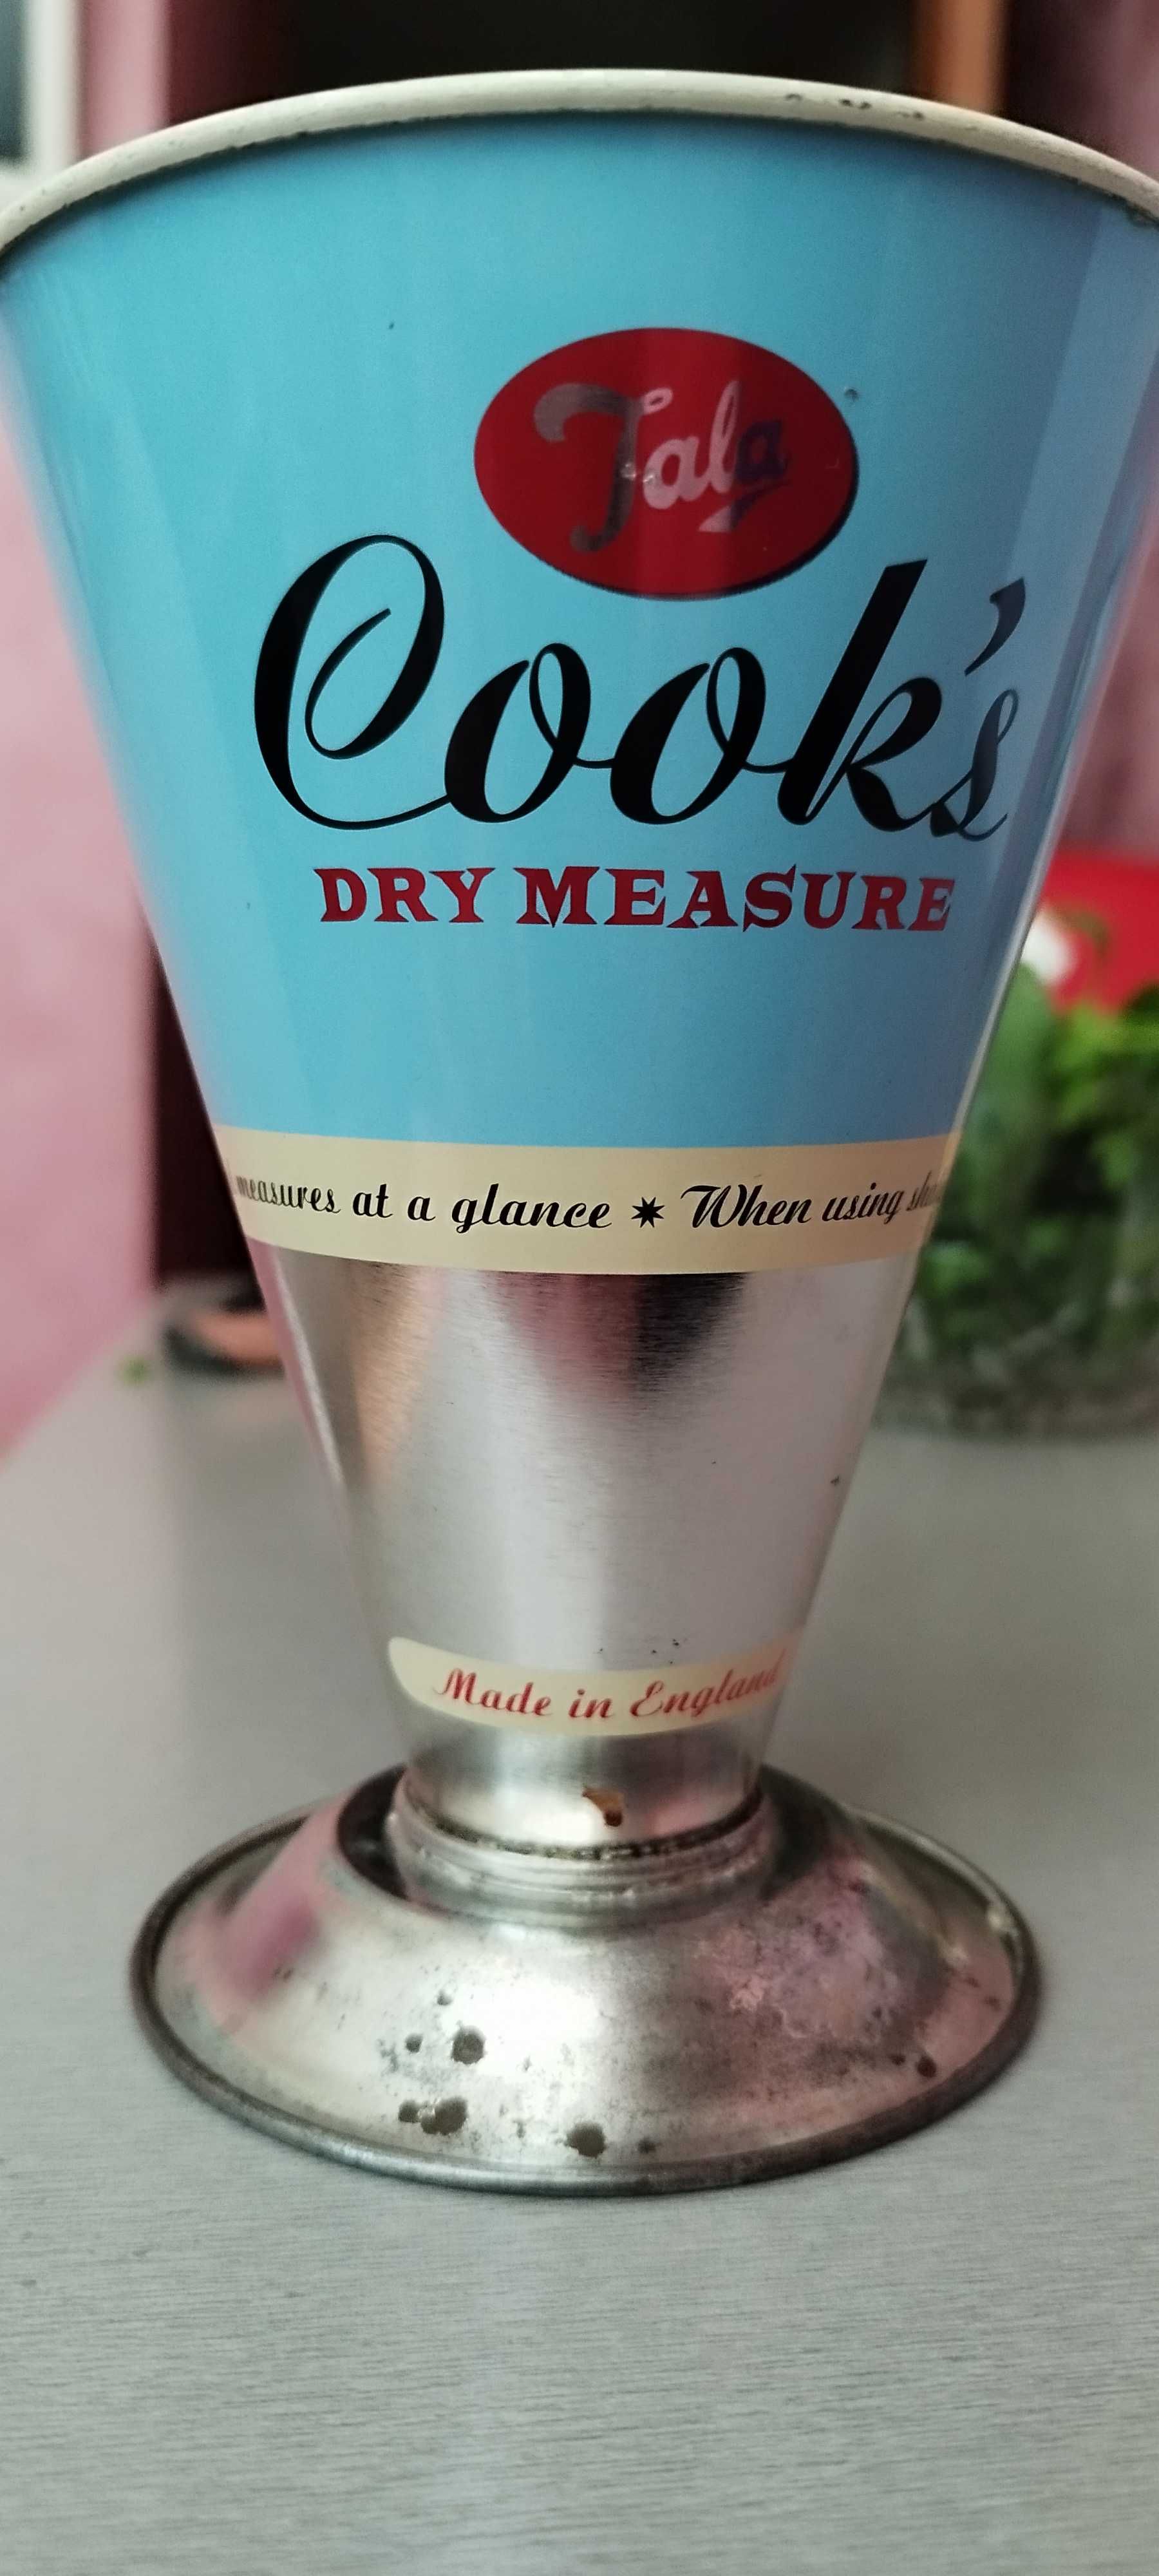 Tala
Cook's
DRY MEASURE
measures at a glance ✷ When using
Made in England